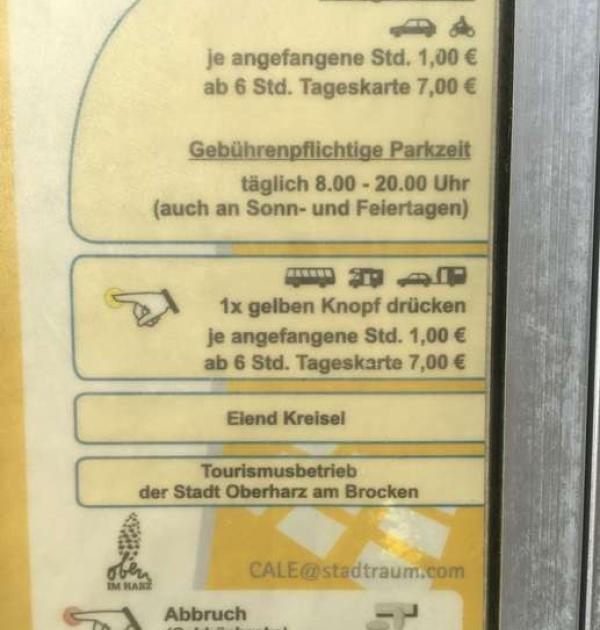 je angefangene Std. 1,00 €
ab 6 Std. Tageskarte 7,00 €
Gebührenpflichtige Parkzeit
täglich 8.00 - 20.00 Uhr
(auch an Sonn- und Feiertagen)
1x gelben Knopf drücken
je angefangene Std. 1,00 €
ab 6 Std. Tageskarte 7,00 €
Elend Kreisel
Tourismusbetrieb
der Stadt Oberharz am Brocken
oben
IM HARZ
CALE@stadtraum.com
Abbruch